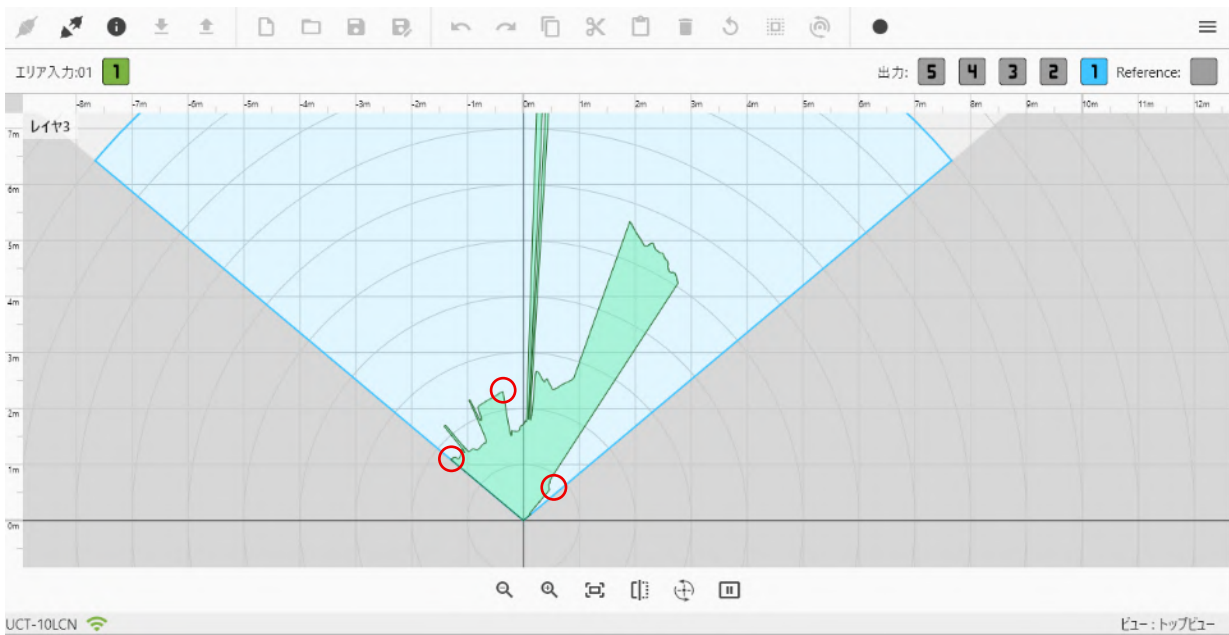 エリア入力:01 1 出力: 5 4 3 2 1 Reference:
-8m -7m -6m -5m -4m -3m -2m -1m 0m 1m 2m 3m 4m 5m 6m 7m 8m 9m 10m 11m 12m
レイヤ3
7m
6m
5m
4m
3m
2m
1m
0m
UCT-10LCN ビュー : トップビュー